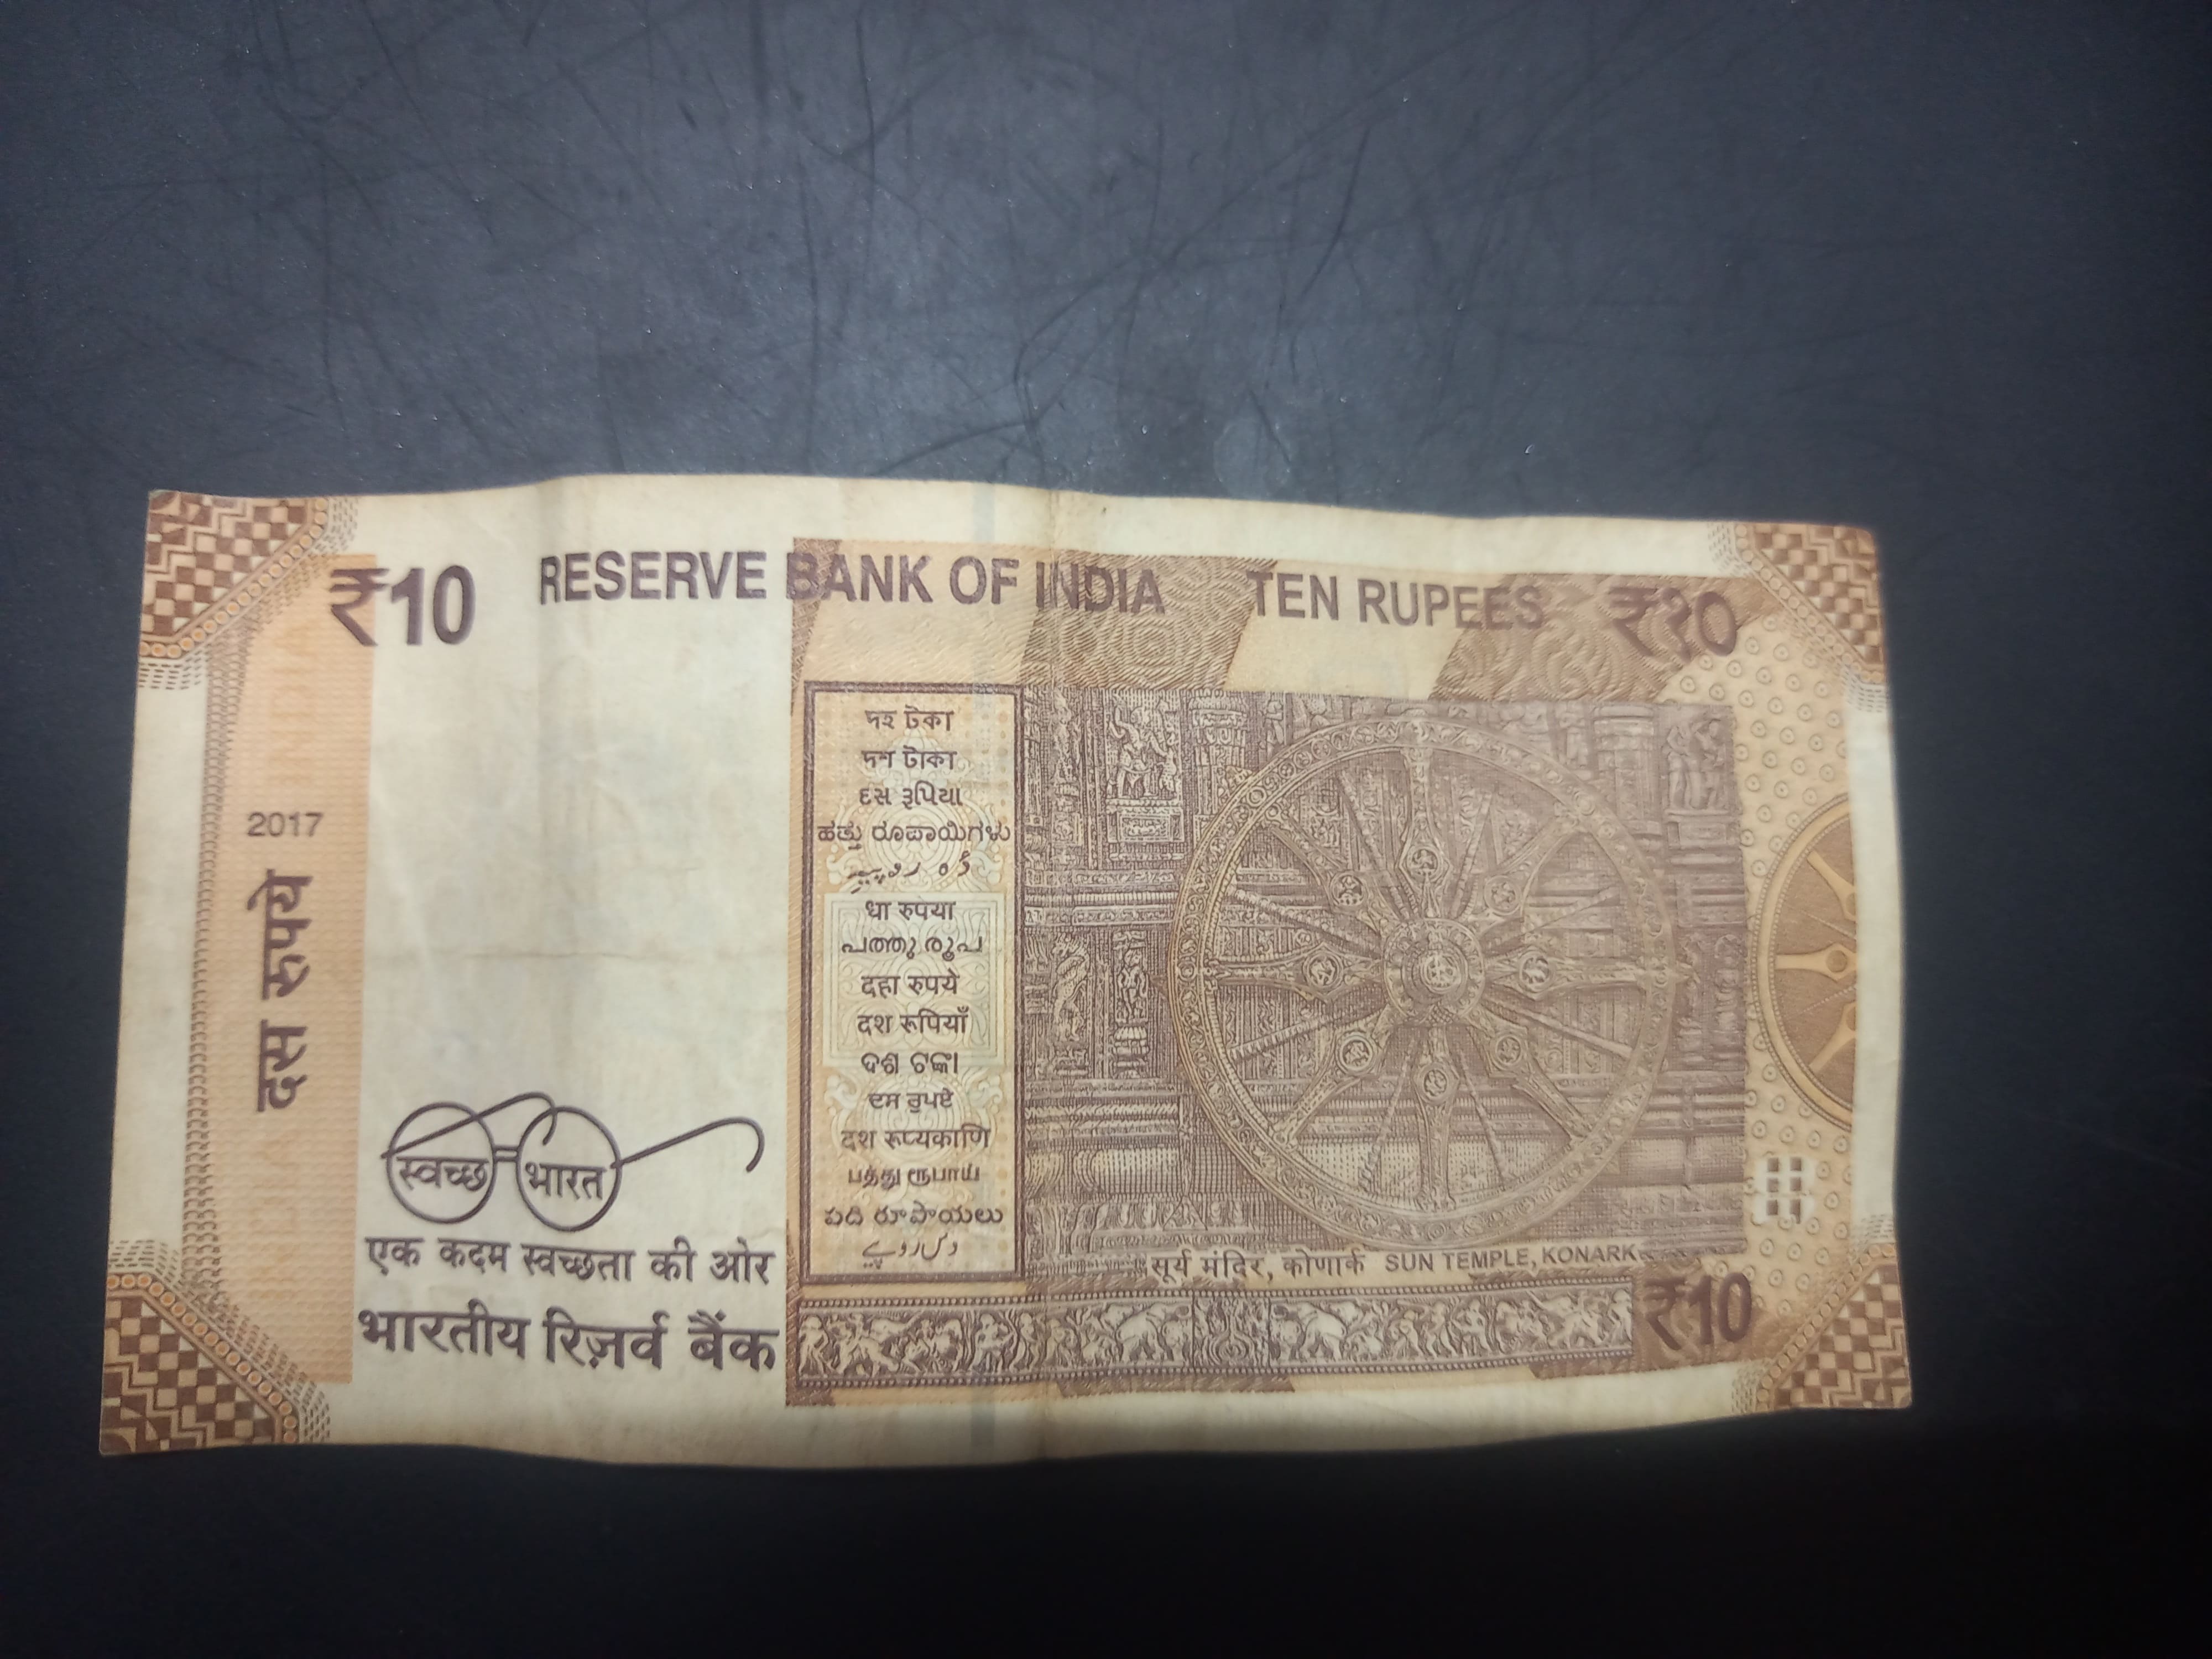 ₹10 RESERVE BANK OF INDIA TEN RUPEES ₹१०
2017
दस रुपये
দহ টকা
দশ টাকা
દસ રૂપિયા
ಹತ್ತು ರೂಪಾಯಿಗಳು
دٔہ روپیہِ
धा रुपया
പത്തു രൂപ
दहा रुपये
दश रूपियाँ
ଦଶ ଟଙ୍କା
ਦਸ ਰੁਪਏ
दश रूप्यकाणि
பத்து ரூபாய்
పది రూపాయలు
دس روپے
स्वच्छ भारत
एक कदम स्वच्छता की ओर
भारतीय रिज़र्व बैंक
सूर्य मंदिर, कोणार्क SUN TEMPLE, KONARK
₹10